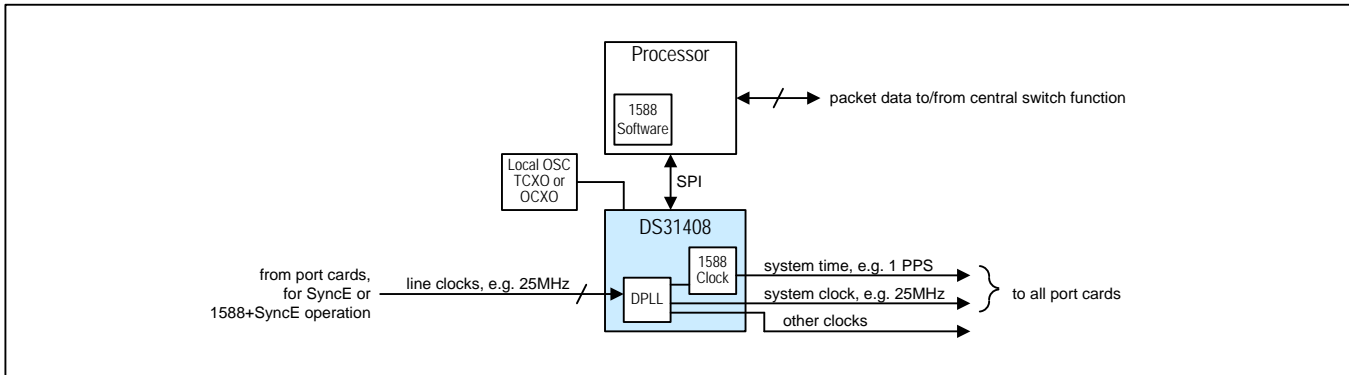 Processor
1588
Software
packet data to/from central switch function
Local OSC
TCXO or
OCXO
SPI
DS31408
from port cards,
for SyncE or
1588+SyncE operation
line clocks, e.g. 25MHz
DPLL
1588
Clock
system time, e.g. 1 PPS
system clock, e.g. 25MHz
other clocks
to all port cards